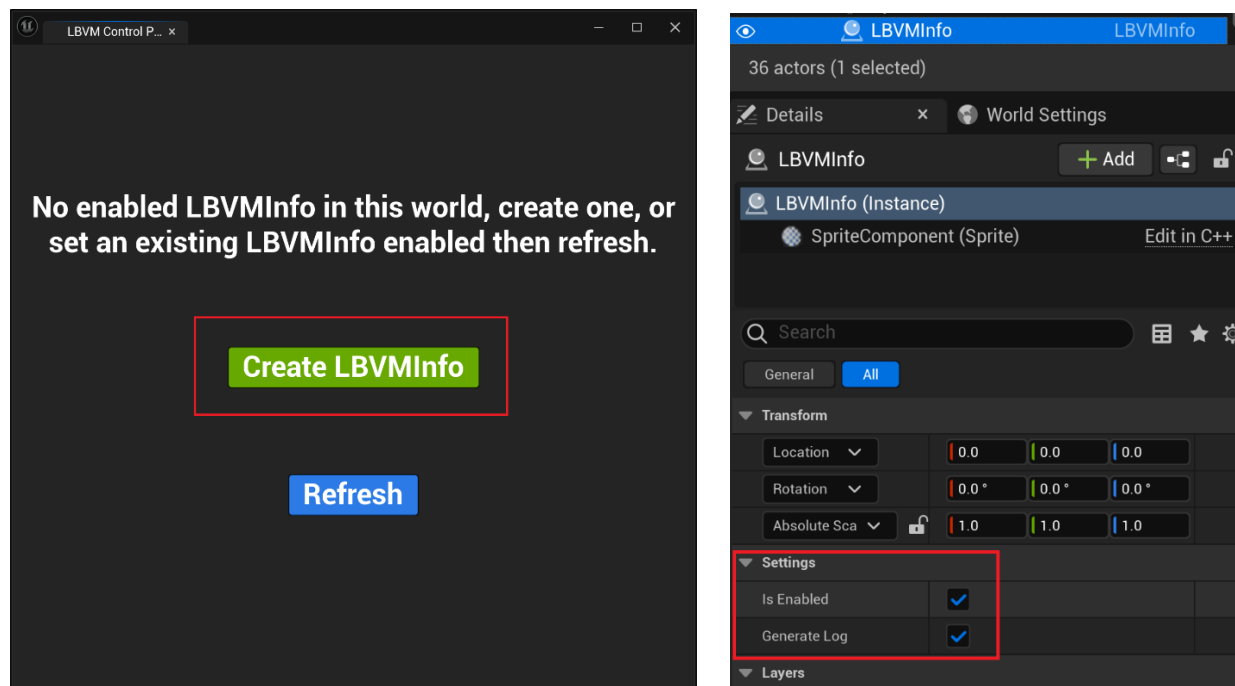 LBVM Control P...
No enabled LBVMInfo in this world, create one, or
set an existing LBVMInfo enabled then refresh.
Create LBVMInfo
Refresh
LBVMInfo LBVMInfo
36 actors (1 selected)
Details World Settings
LBVMInfo Add
LBVMInfo (Instance)
SpriteComponent (Sprite) Edit in C++
Search
General All
Transform
Location 0.0 0.0 0.0
Rotation 0.0 ° 0.0 ° 0.0 °
Absolute Sca 1.0 1.0 1.0
Settings
Is Enabled
Generate Log
Layers